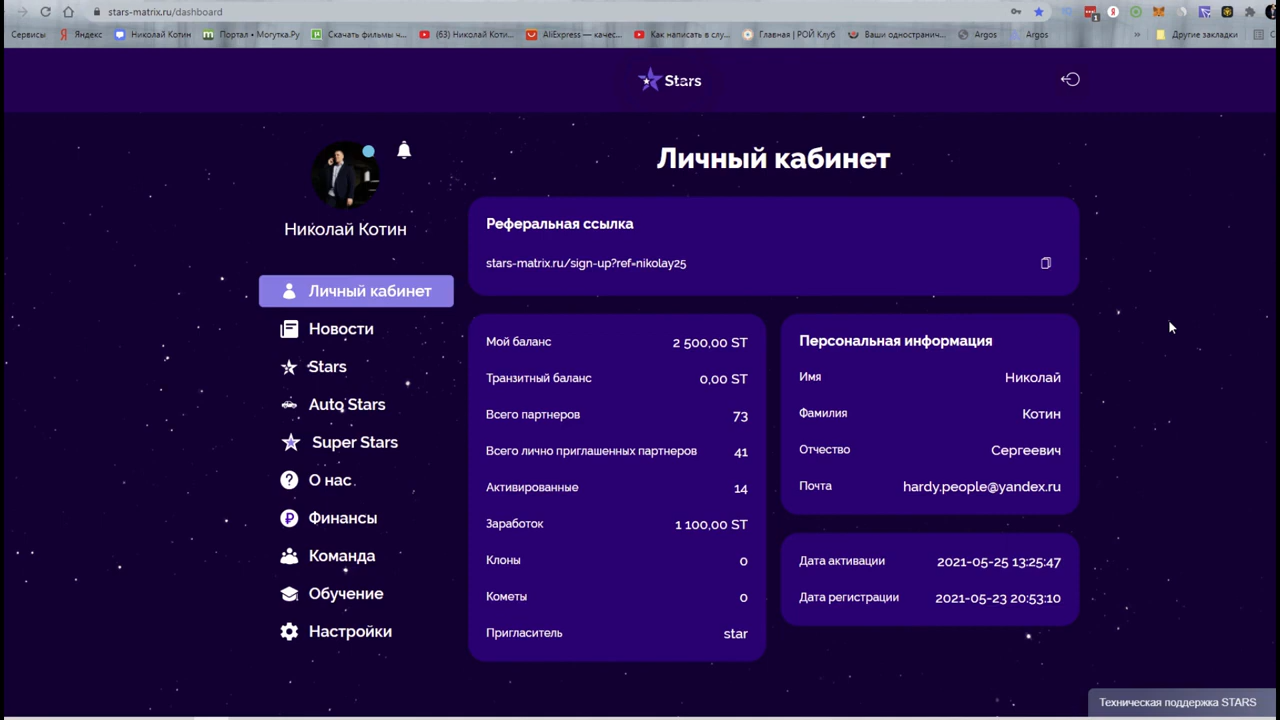 stars-matrix.ru/dashboard
Сервисы Яндекс Николай Котин Портал • Могутка.Ру Скачать фильмы ч... (63) Николай Коти... AliExpress — качес... Как написать в слу... Главная | РОЙ Клуб Ваши одностранич... Argos Argos » Другие закладки
Stars
Николай Котин
Личный кабинет
Новости
Stars
Auto Stars
Super Stars
О нас
Финансы
Команда
Обучение
Настройки
Личный кабинет
Реферальная ссылка
stars-matrix.ru/sign-up?ref=nikolay25
Мой баланс 2 500,00 ST
Транзитный баланс 0,00 ST
Всего партнеров 73
Всего лично приглашенных партнеров 41
Активированные 14
Заработок 1 100,00 ST
Клоны 0
Кометы 0
Пригласитель star
Персональная информация
Имя Николай
Фамилия Котин
Отчество Сергеевич
Почта hardy.people@yandex.ru
Дата активации 2021-05-25 13:25:47
Дата регистрации 2021-05-23 20:53:10
Техническая поддержка STARS